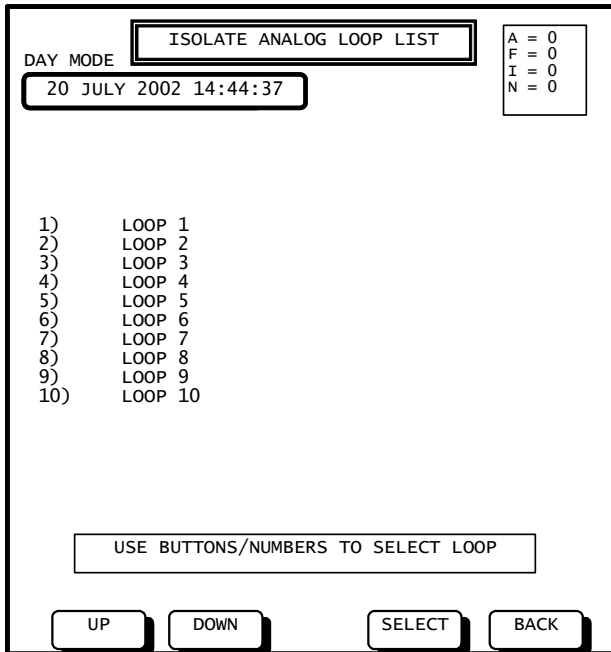 ISOLATE ANALOG LOOP LIST
DAY MODE
20 JULY 2002 14:44:37
A = 0
F = 0
I = 0
N = 0
1) LOOP 1
2) LOOP 2
3) LOOP 3
4) LOOP 4
5) LOOP 5
6) LOOP 6
7) LOOP 7
8) LOOP 8
9) LOOP 9
10) LOOP 10
USE BUTTONS/NUMBERS TO SELECT LOOP
UP DOWN SELECT BACK